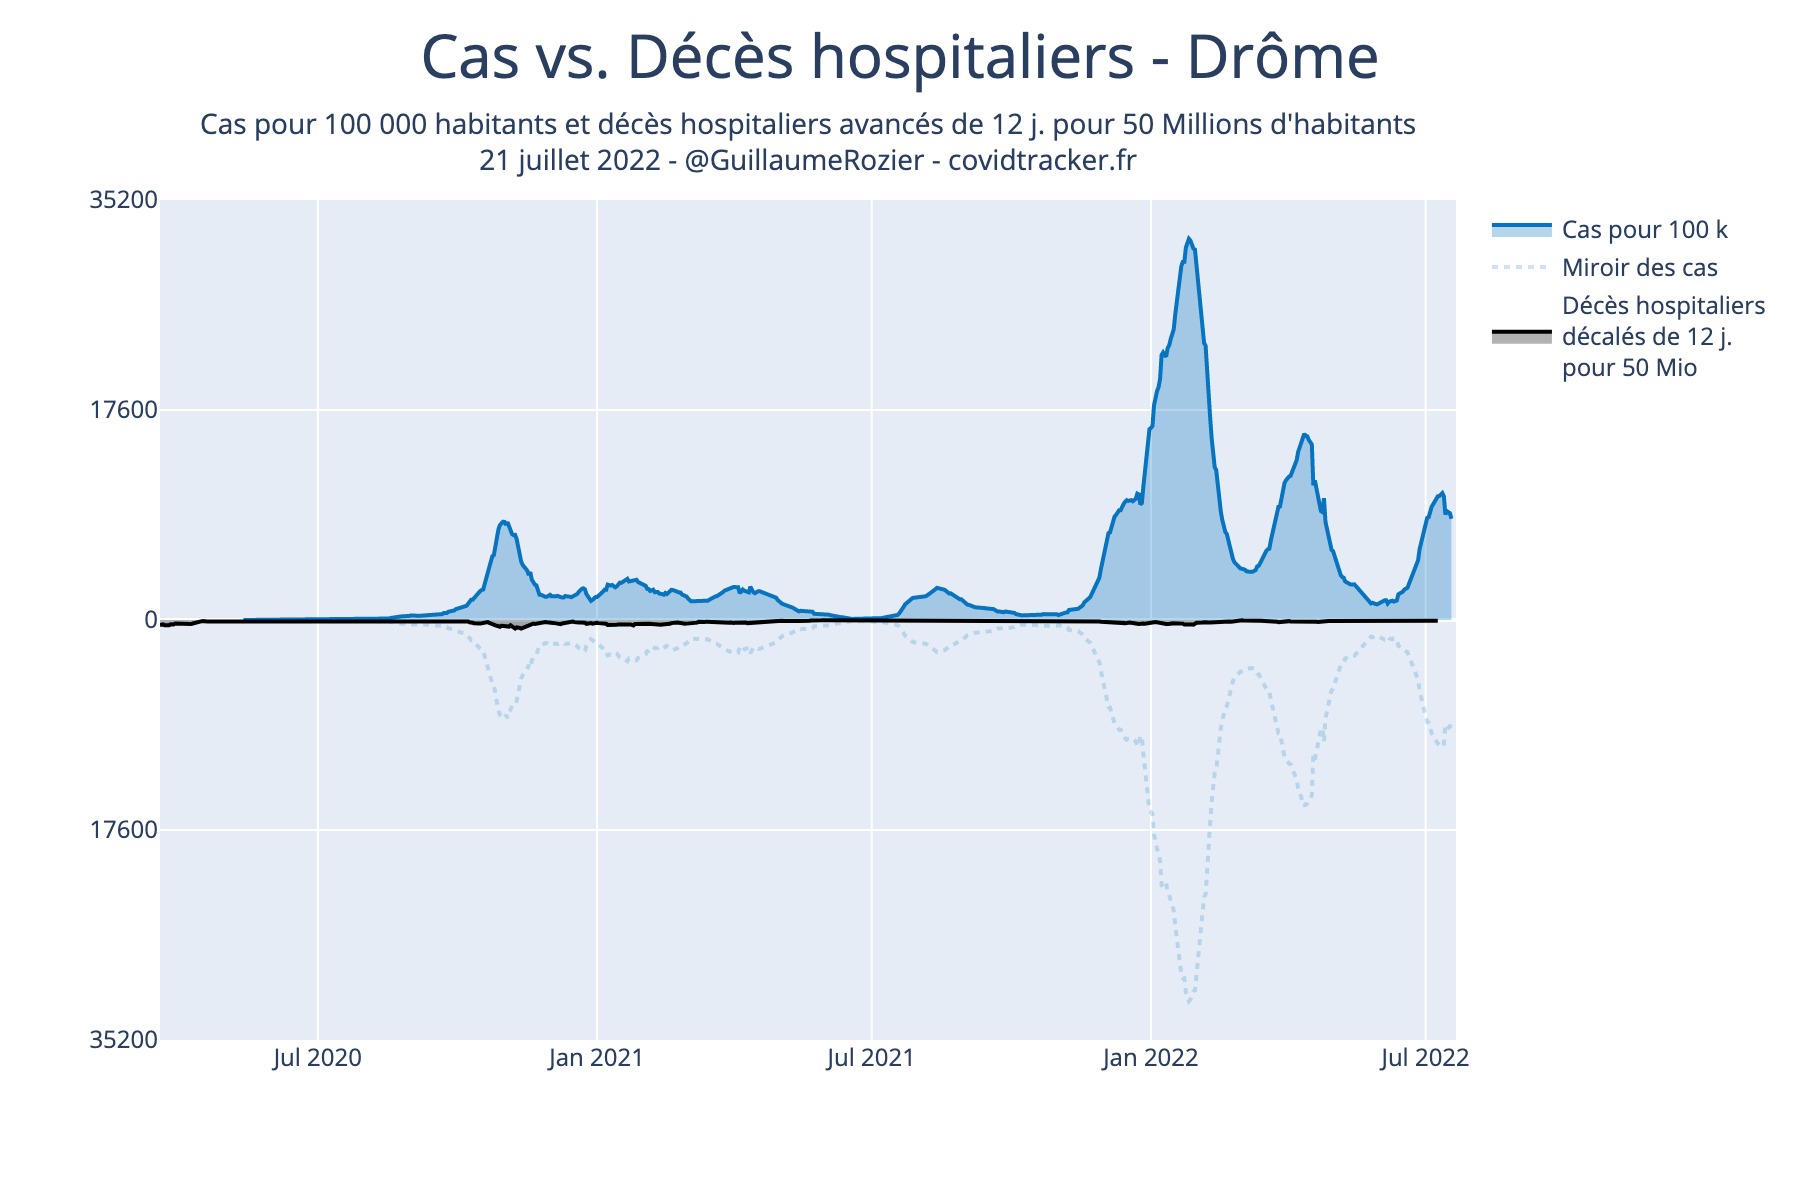 Cas vs. Décès hospitaliers - Drôme
Cas pour 100 000 habitants et décès hospitaliers avancés de 12 j. pour 50 Millions d'habitants
21 juillet 2022 - @GuillaumeRozier - covidtracker.fr
35200
17600
0
17600
35200
Jul 2020
Jan 2021
Jul 2021
Jan 2022
Jul 2022
Cas pour 100 k
Miroir des cas
Décès hospitaliers
décalés de 12 j.
pour 50 Mio